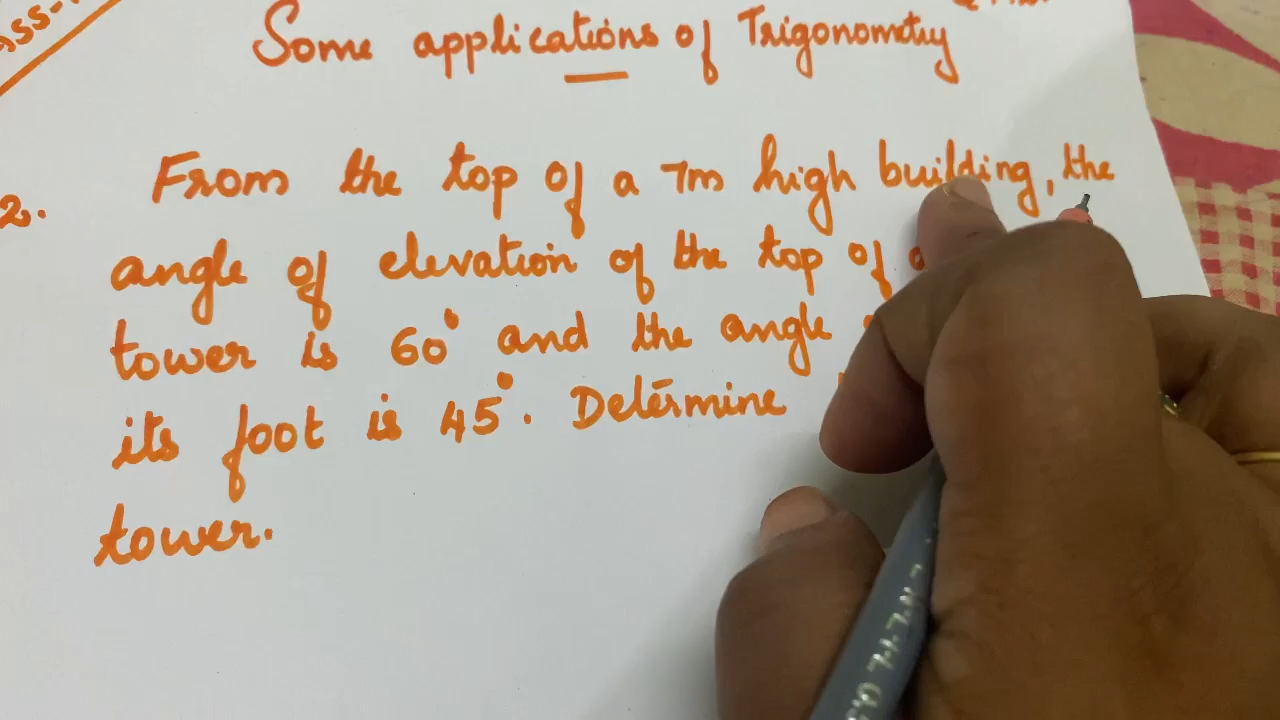 Some applications of Trigonometry
2. From the top of a 7m high building, the
angle of elevation of the top of a
tower is 60° and the angle
its foot is 45°. Determine
tower.